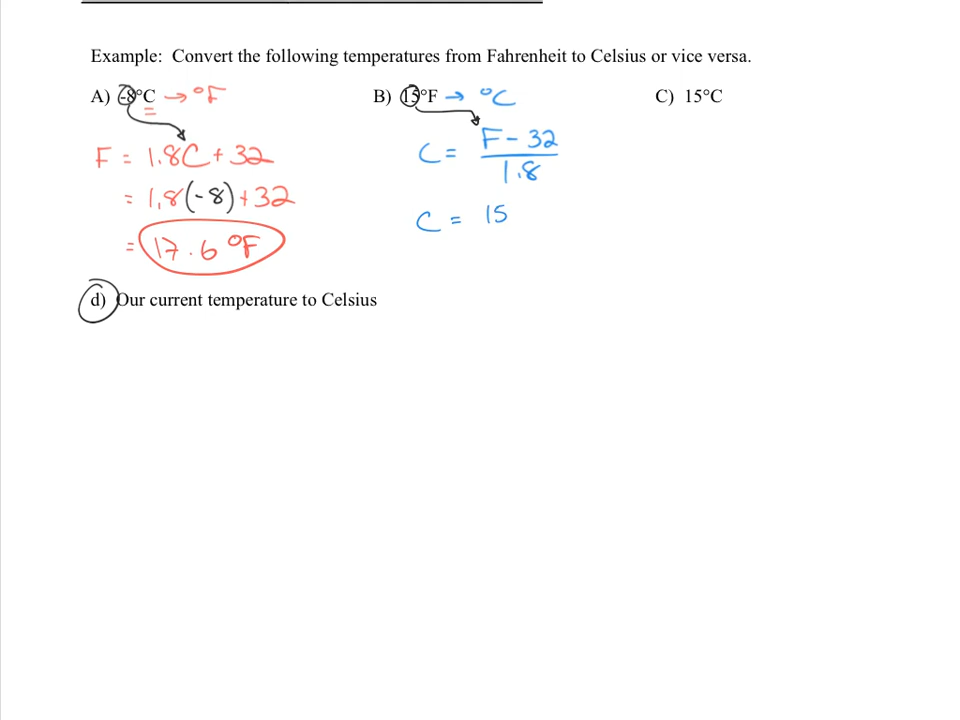 Example: Convert the following temperatures from Fahrenheit to Celsius or vice versa.
A) -8°C → °F
B) 15°F → °C
C) 15°C
F = 1.8C + 32
= 1.8(-8) + 32
= 17.6 °F
C = F - 32 / 1.8
C = 15
d) Our current temperature to Celsius